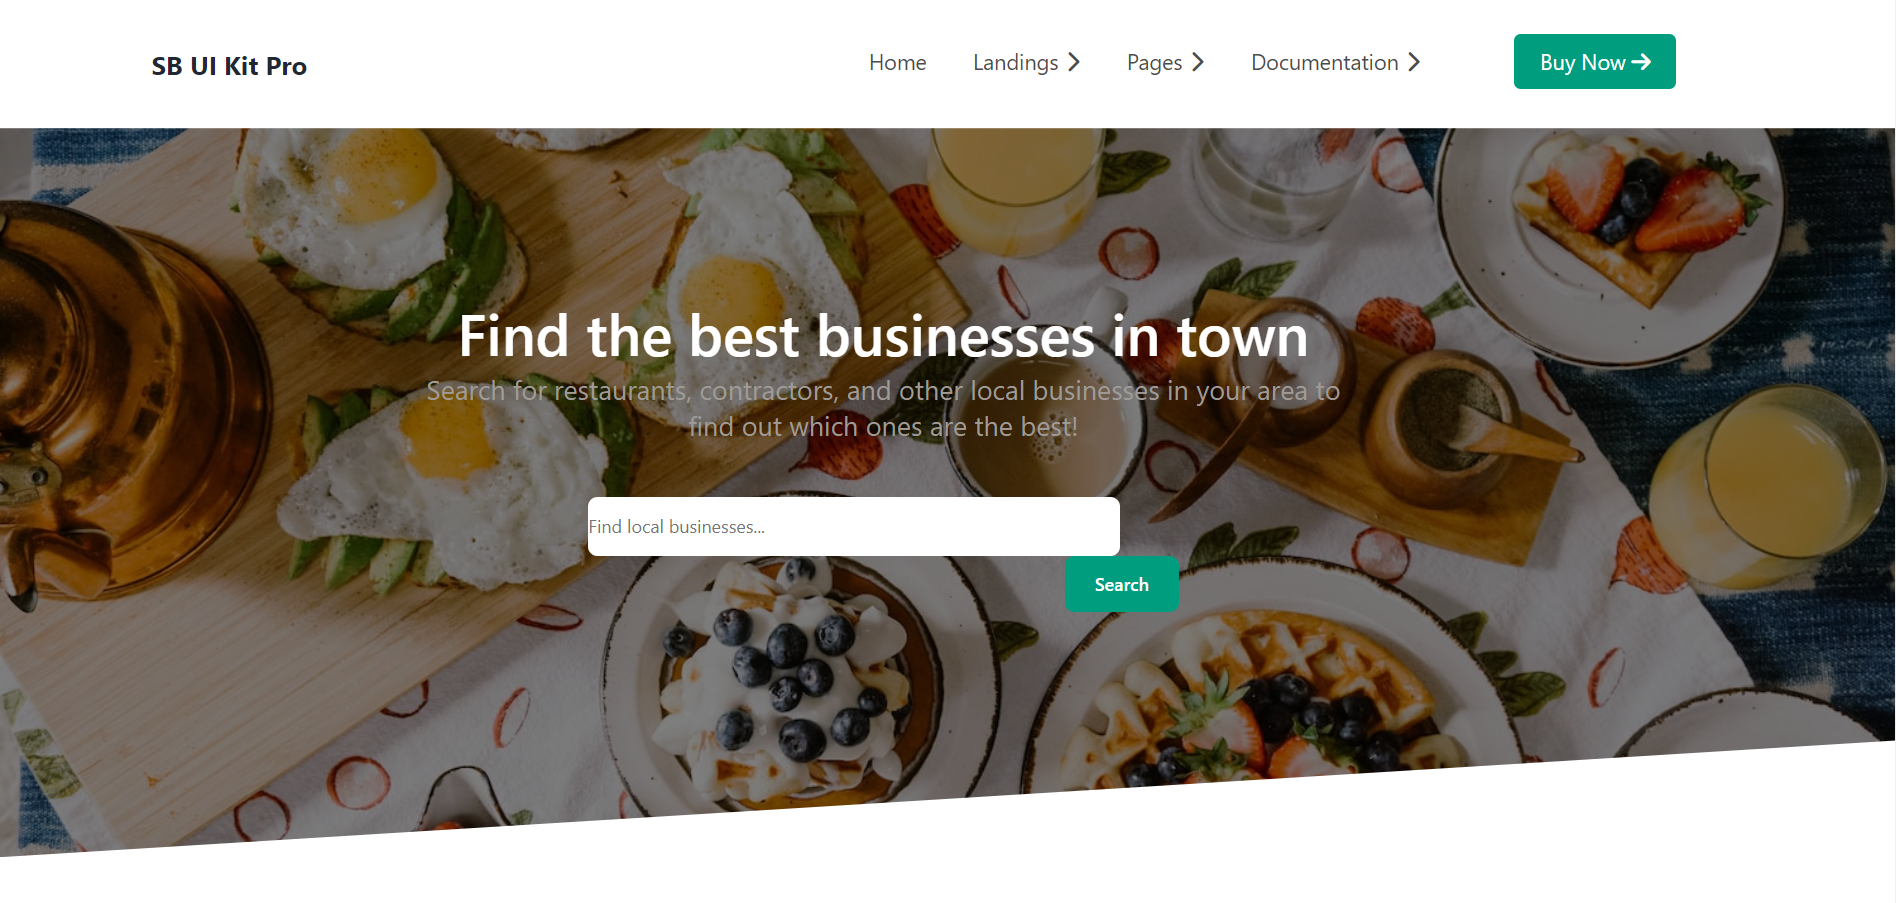 SB UI Kit Pro
Home Landings Pages Documentation Buy Now
Find the best businesses in town
Search for restaurants, contractors, and other local businesses in your area to
find out which ones are the best!
Find local businesses...
Search